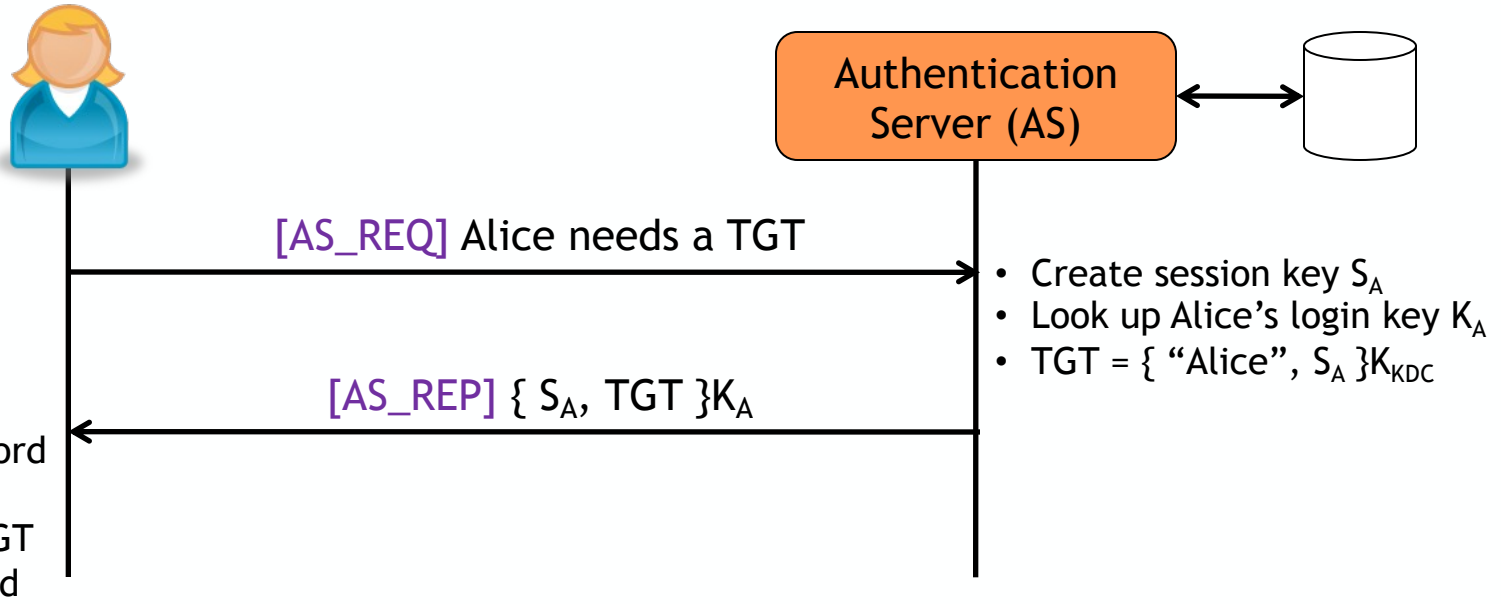 Authentication
Server (AS)
[AS_REQ] Alice needs a TGT
• Create session key S_A
• Look up Alice’s login key K_A
• TGT = { “Alice”, S_A }K_KDC
[AS_REP] { S_A, TGT }K_A